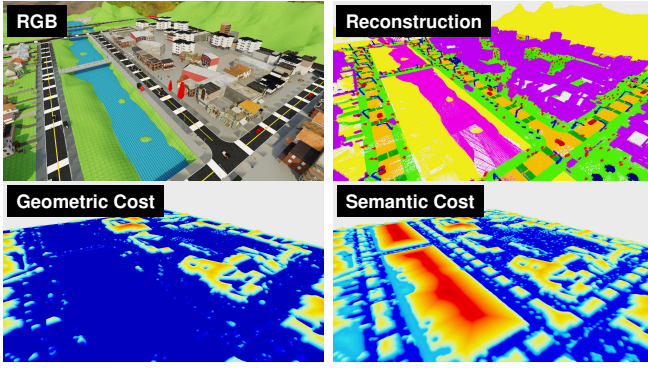 RGB
Reconstruction
Geometric Cost
Semantic Cost